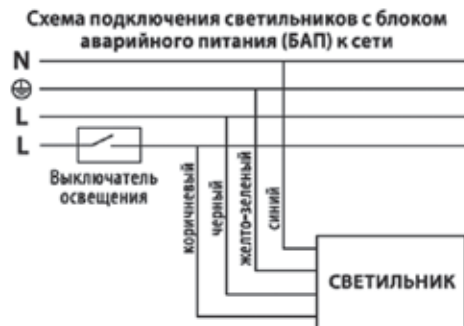 Схема подключения светильников с блоком
аварийного питания (БАП) к сети
N
L
L
Выключатель
освещения
коричневый
черный
желто-зеленый
синий
СВЕТИЛЬНИК